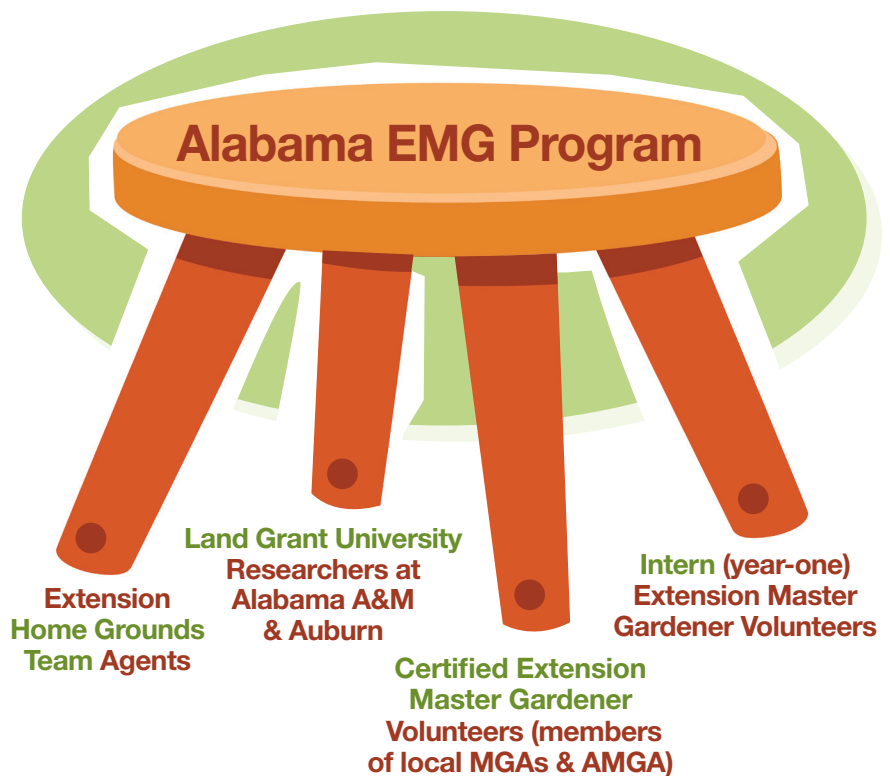 Alabama EMG Program
Extension
Home Grounds
Team Agents
Land Grant University
Researchers at
Alabama A&M
& Auburn
Certified Extension
Master Gardener
Volunteers (members
of local MGAs & AMGA)
Intern (year-one)
Extension Master
Gardener Volunteers